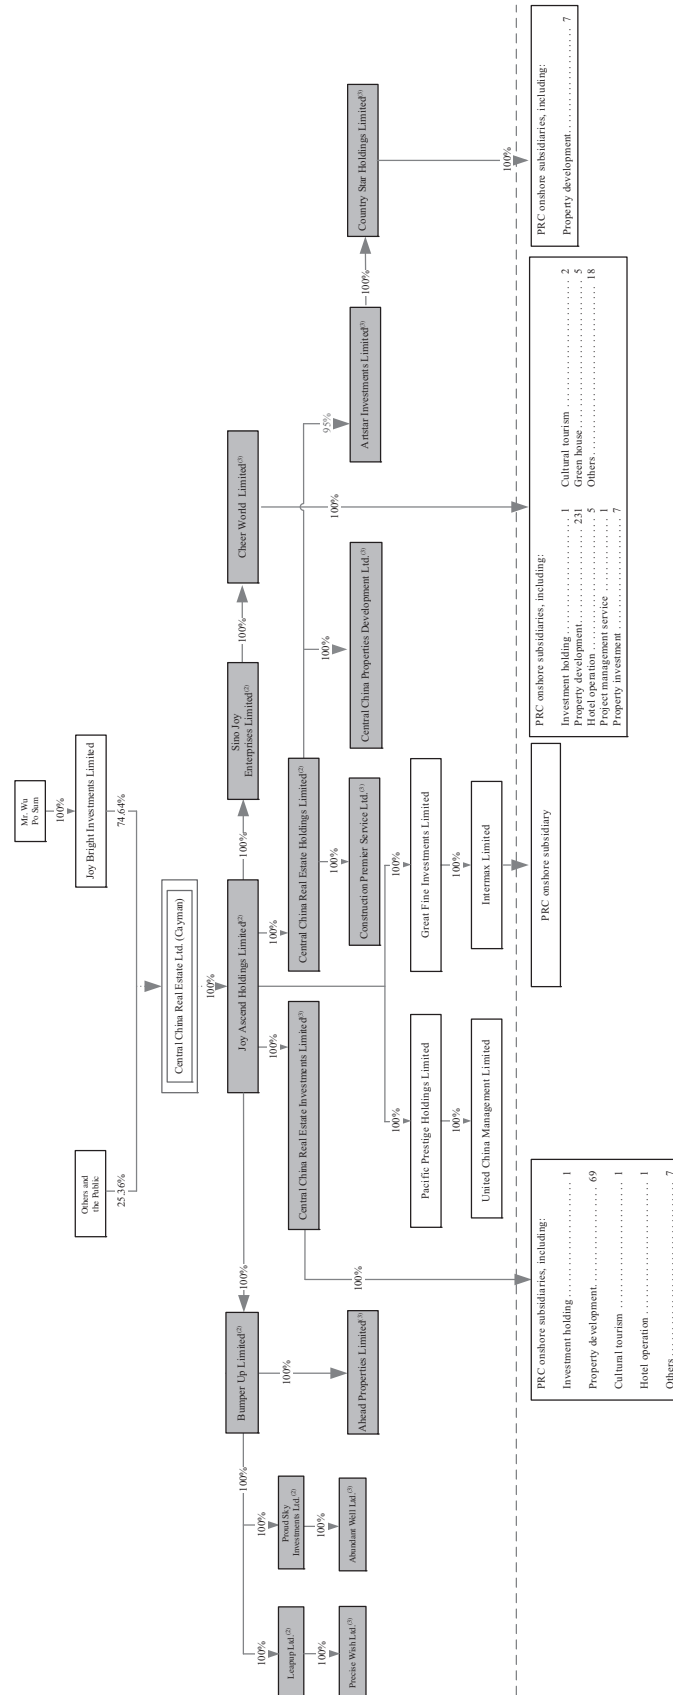 Mr. Wu
Po Sum
100%
Others and
the Public
Joy Bright Investments Limited
25.36%
74.64%
Central China Real Estate Ltd. (Cayman)
100%
Bumper Up Limited(2)
100%
Joy Ascend Holdings Limited(2)
100%
Sino Joy
Enterprises Limited(2)
100%
Cheer World Limited(3)
100%
100%
100%
100%
100%
100%
Leapup Ltd.(2)
Proud Sky
Investments Ltd.(2)
Central China Real Estate Investments Limited(3)
Central China Real Estate Holdings Limited(2)
100%
100%
100%
100%
95%
Precise Wish Ltd.(3)
Abundant Well Ltd.(3)
Ahead Properties Limited(3)
Construction Premier Service Ltd.(3)
Central China Properties Development Ltd.(3)
Artstar Investments Limited(3)
100%
Country Star Holdings Limited(3)
100%
100%
100%
100%
Pacific Prestige Holdings Limited
Great Fine Investments Limited
100%
100%
United China Management Limited
Intermax Limited
100%
PRC onshore subsidiaries, including:
Investment holding 1
Property development 69
Cultural tourism 1
Hotel operation 1
Others 7
PRC onshore subsidiary
PRC onshore subsidiaries, including:
Investment holding 1
Property development 231
Hotel operation 5
Project management service 1
Property investment 7
Cultural tourism 2
Green house 5
Others 18
PRC onshore subsidiaries, including:
Property development 7